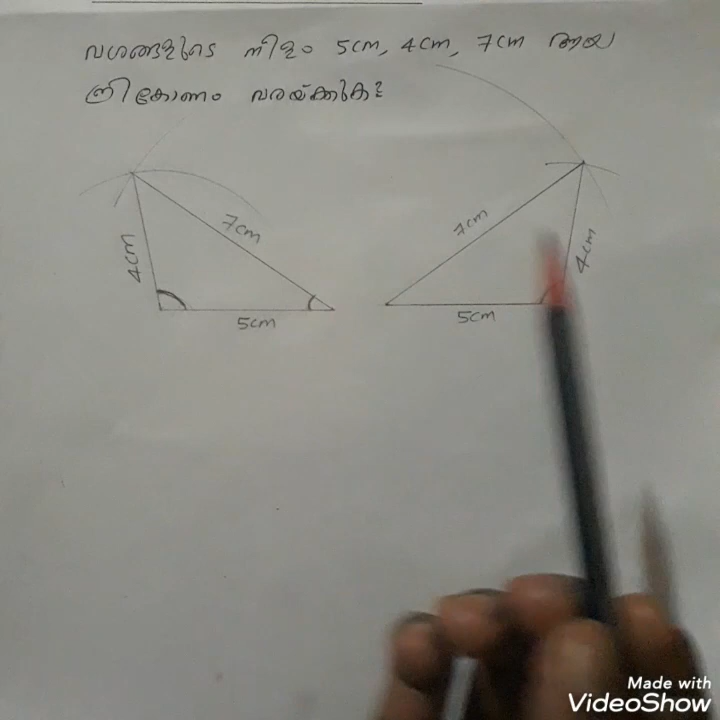 വശങ്ങളുടെ നീളം 5cm, 4cm, 7cm ആയ
ത്രികോണം വരയ്ക്കുക?
7cm
4cm
5cm
7cm
4cm
5cm
Made with
VideoShow